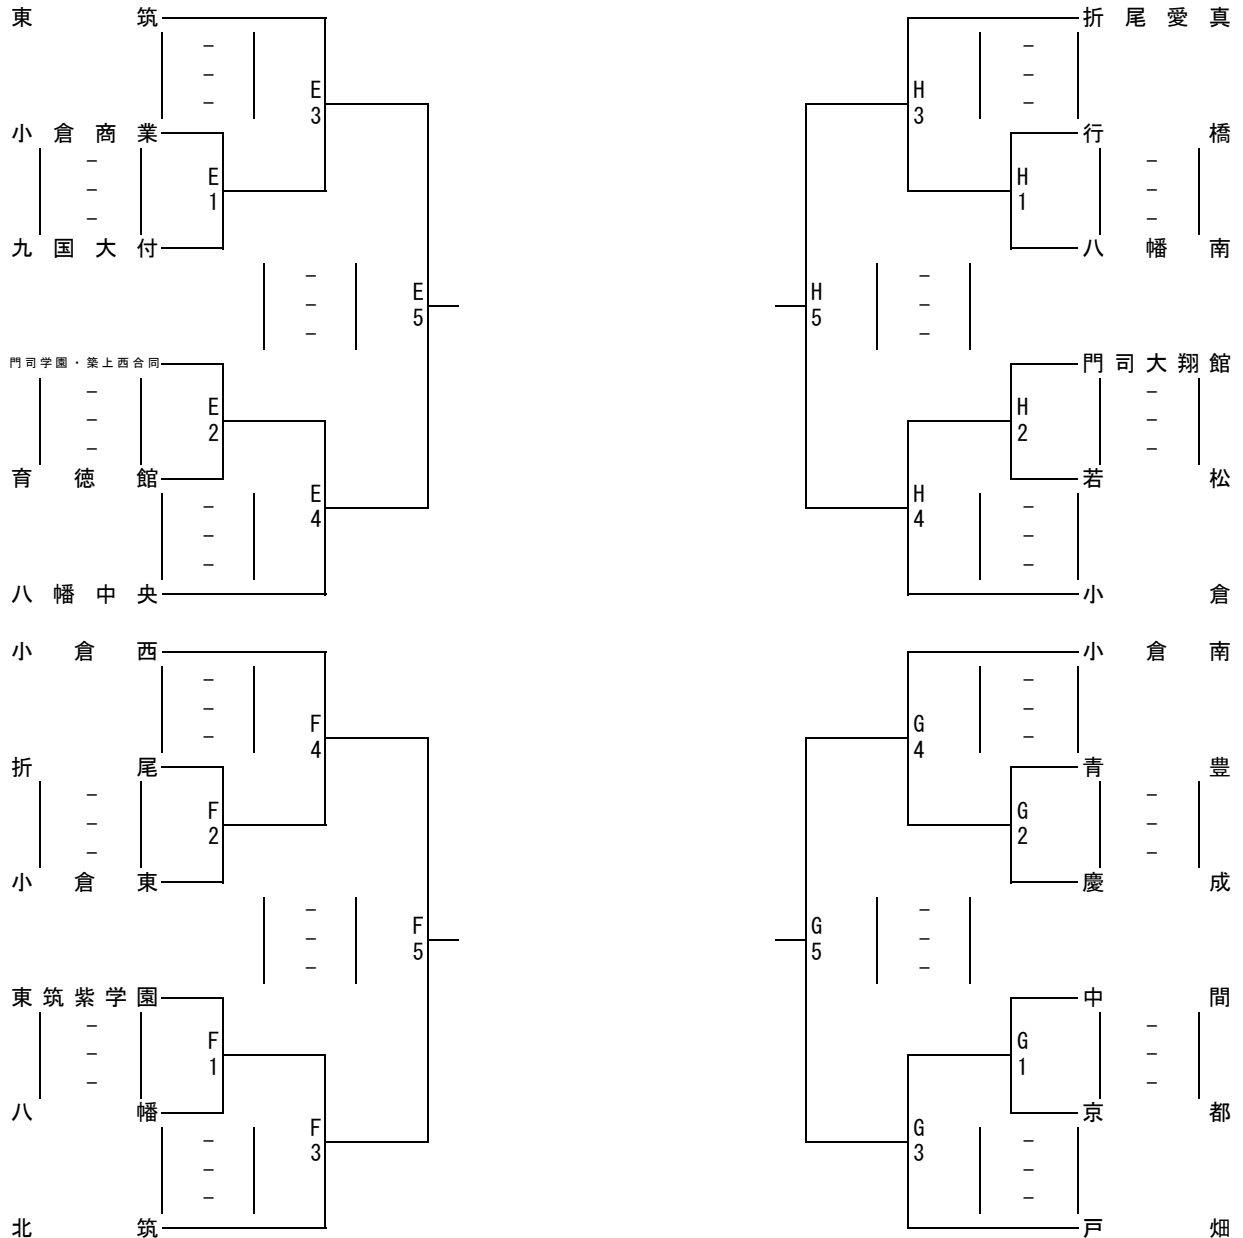 東筑
折尾愛真
-
-
-
E3
H3
-
-
-
小倉商業
行橋
-
-
-
E1
H1
-
-
-
九国大付
八幡南
-
-
-
E5
H5
-
-
-
門司学園・築上西合同
門司大翔館
-
-
-
E2
H2
-
-
-
育徳館
若松
-
-
-
E4
H4
-
-
-
八幡中央
小倉
小倉西
小倉南
-
-
-
F4
G4
-
-
-
折尾
青豊
-
-
-
F2
G2
-
-
-
小倉東
慶成
-
-
-
F5
G5
-
-
-
東筑紫学園
中間
-
-
-
F1
G1
-
-
-
八幡
京都
-
-
-
F3
G3
-
-
-
北筑
戸畑